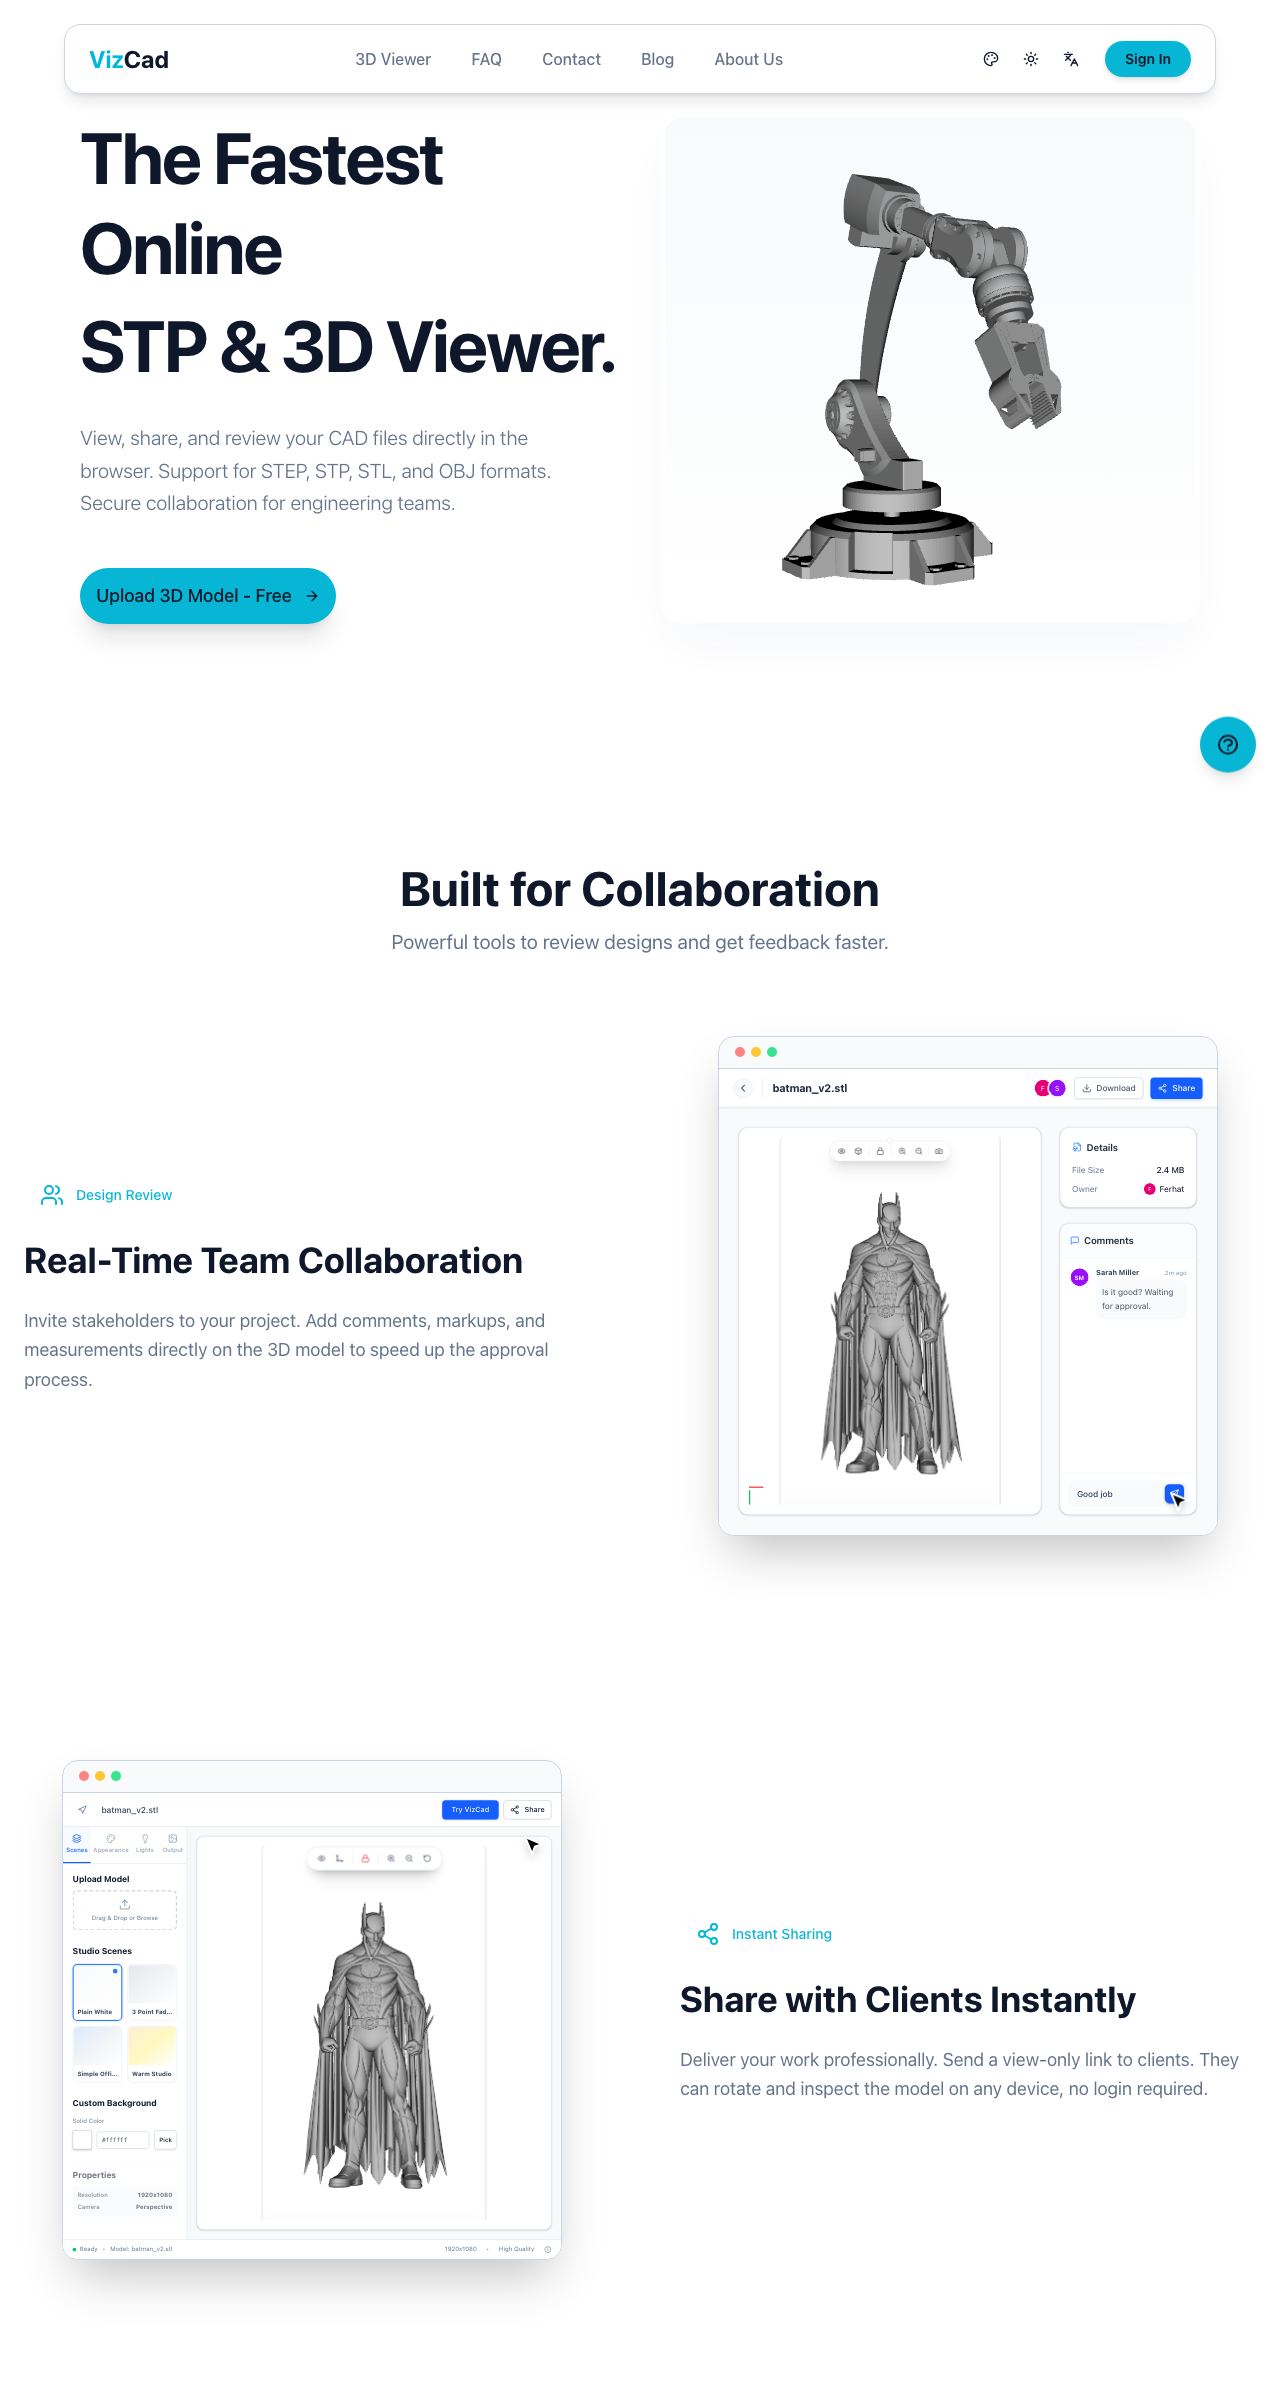 VizCad
3D Viewer
FAQ
Contact
Blog
About Us
Sign In
The Fastest
Online
STP & 3D Viewer.
View, share, and review your CAD files directly in the
browser. Support for STEP, STP, STL, and OBJ formats.
Secure collaboration for engineering teams.
Upload 3D Model - Free
Built for Collaboration
Powerful tools to review designs and get feedback faster.
Design Review
Real-Time Team Collaboration
Invite stakeholders to your project. Add comments, markups, and
measurements directly on the 3D model to speed up the approval
process.
batman_v2.stl
F
S
Download
Share
Details
File Size
2.4 MB
Owner
Ferhat
Comments
SM
Sarah Miller
2m ago
Is it good? Waiting
for approval.
Good job
batman_v2.stl
Try VizCad
Share
Scenes
Appearance
Lights
Output
Upload Model
Drag & Drop or Browse
Studio Scenes
Plain White
3 Point Fad...
Simple Offi...
Warm Studio
Custom Background
Solid Color
#ffffff
Pick
Properties
Resolution
1920x1080
Camera
Perspective
Ready • Model: batman_v2.stl
1920x1080 • High Quality
Instant Sharing
Share with Clients Instantly
Deliver your work professionally. Send a view-only link to clients. They
can rotate and inspect the model on any device, no login required.